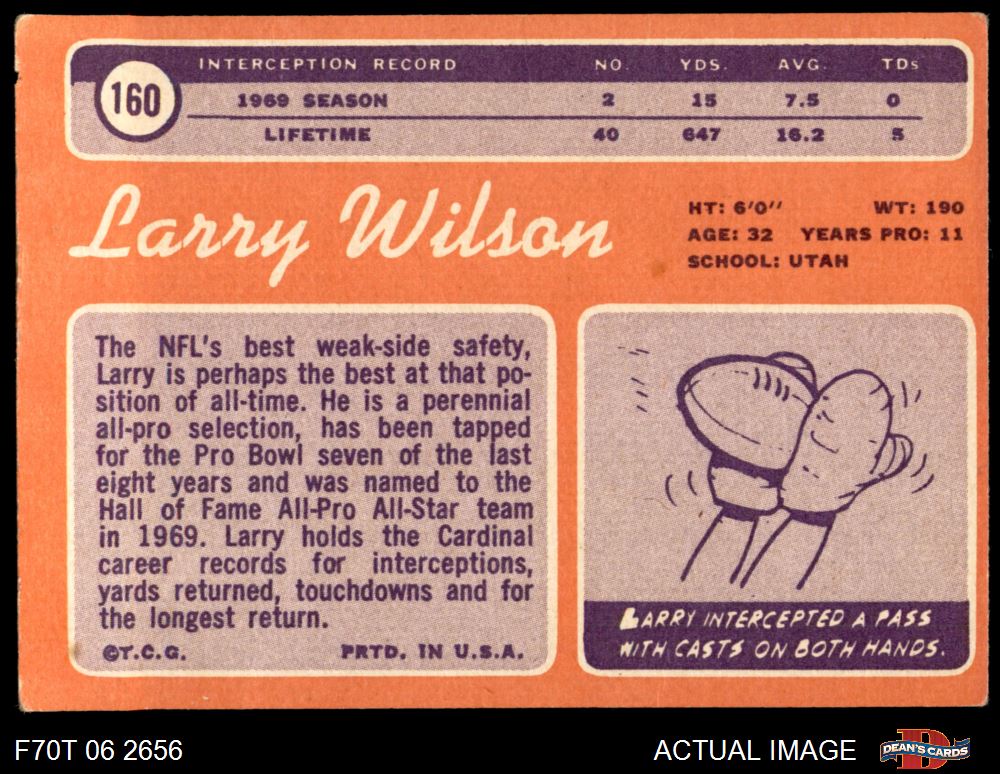 160
INTERCEPTION RECORD NO. YDS. AVG. TDs
1969 SEASON 2 15 7.5 0
LIFETIME 40 647 16.2 5
Larry Wilson
HT: 6'0'' WT: 190
AGE: 32 YEARS PRO: 11
SCHOOL: UTAH
The NFL's best weak-side safety,
Larry is perhaps the best at that po-
sition of all-time. He is a perennial
all-pro selection, has been tapped
for the Pro Bowl seven of the last
eight years and was named to the
Hall of Fame All-Pro All-Star team
in 1969. Larry holds the Cardinal
career records for interceptions,
yards returned, touchdowns and for
the longest return.
©T.C.G. PRTD. IN U.S.A.
LARRY INTERCEPTED A PASS
WITH CASTS ON BOTH HANDS.
F70T 06 2656
ACTUAL IMAGE
DEAN'S CARDS